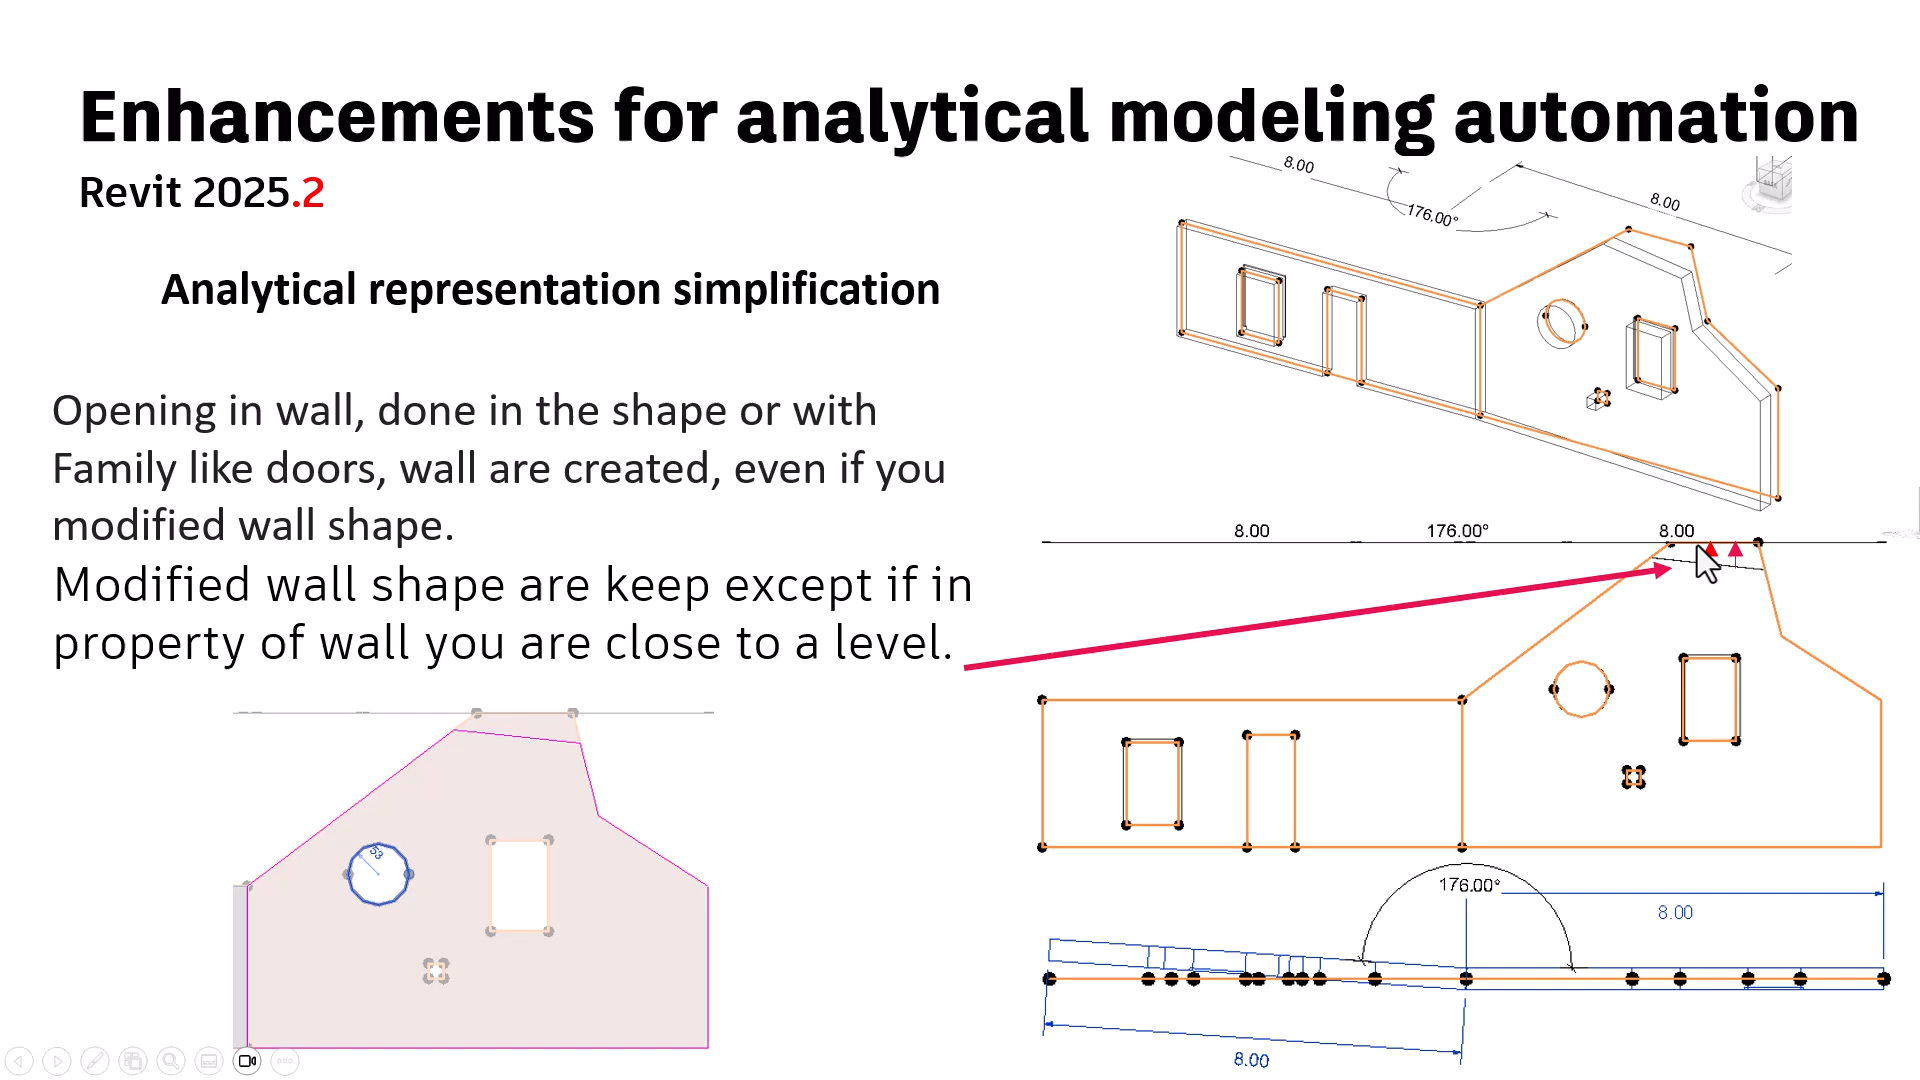 Enhancements for analytical modeling automation
Revit 2025.2
Analytical representation simplification
Opening in wall, done in the shape or with
Family like doors, wall are created, even if you
modified wall shape.
Modified wall shape are keep except if in
property of wall you are close to a level.
8.00
176.00°
8.00
8.00
176.00°
8.00
53
176.00°
8.00
8.00